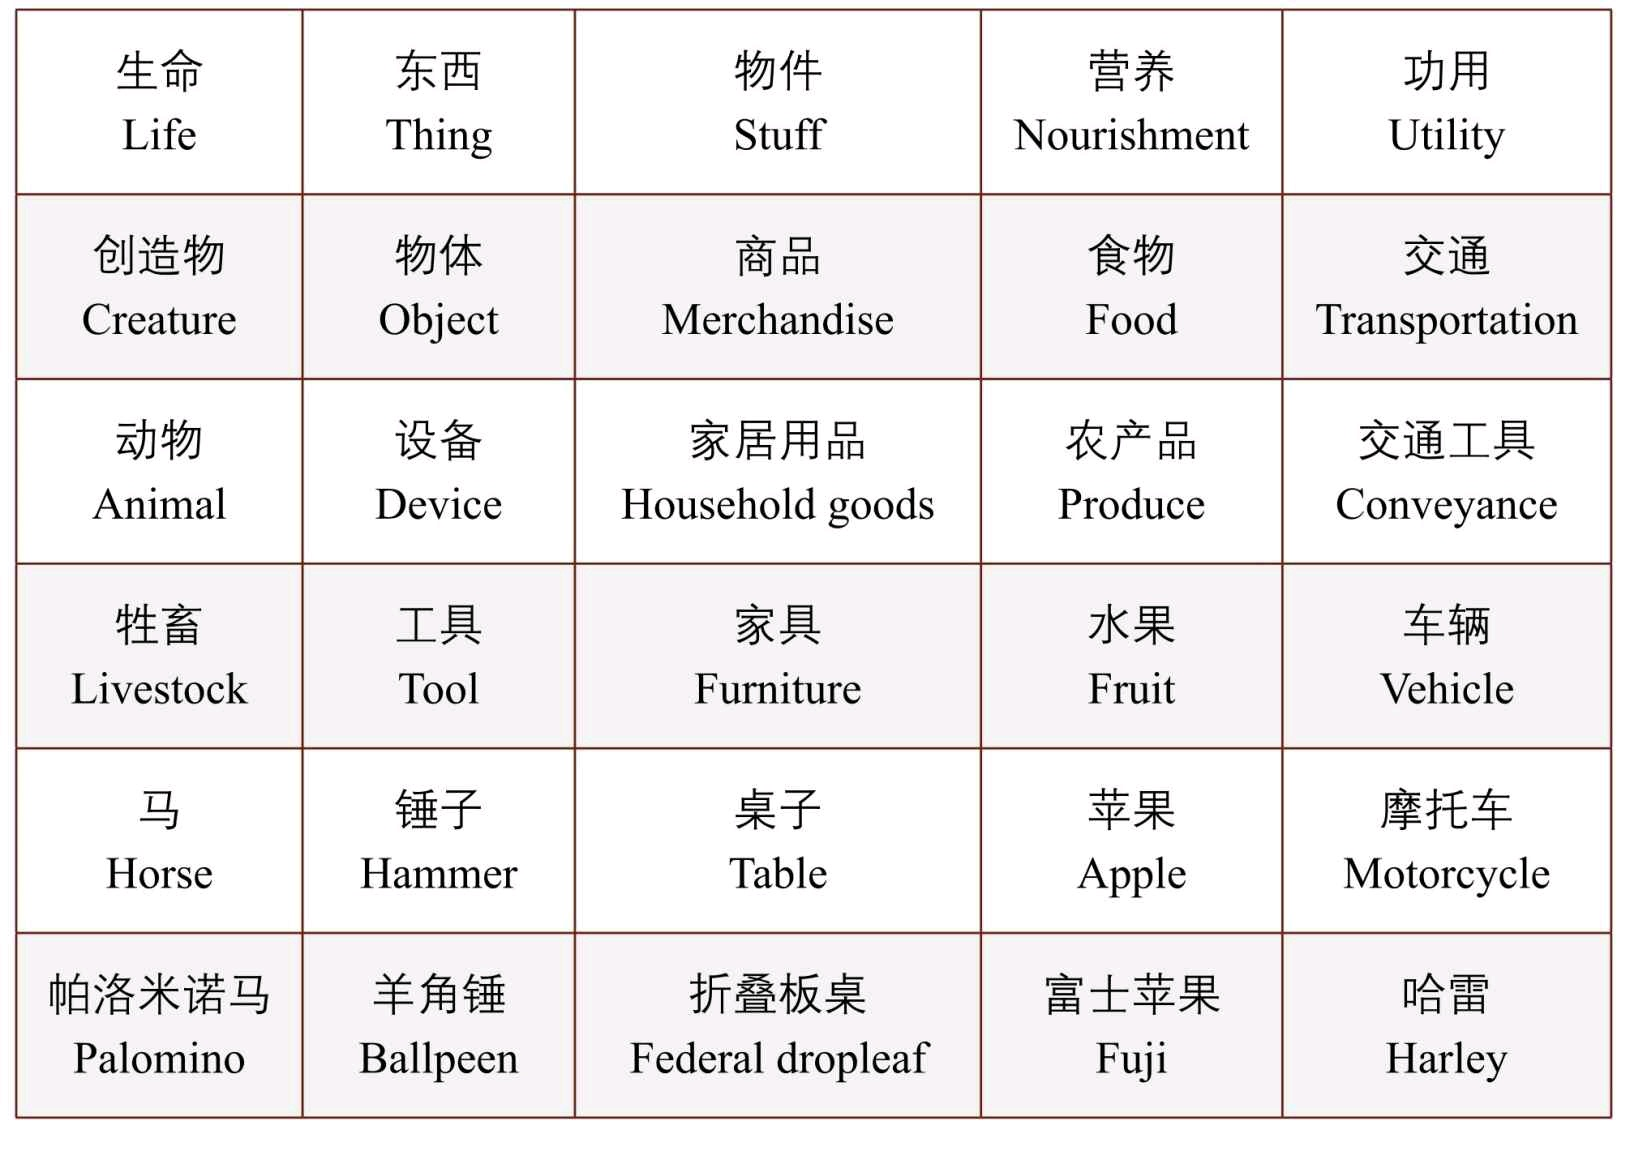 生命 东西 物件 营养 功用
Life Thing Stuff Nourishment Utility
创造物 物体 商品 食物 交通
Creature Object Merchandise Food Transportation
动物 设备 家居用品 农产品 交通工具
Animal Device Household goods Produce Conveyance
牲畜 工具 家具 水果 车辆
Livestock Tool Furniture Fruit Vehicle
马 锤子 桌子 苹果 摩托车
Horse Hammer Table Apple Motorcycle
帕洛米诺马 羊角锤 折叠板桌 富士苹果 哈雷
Palomino Ballpeen Federal dropleaf Fuji Harley